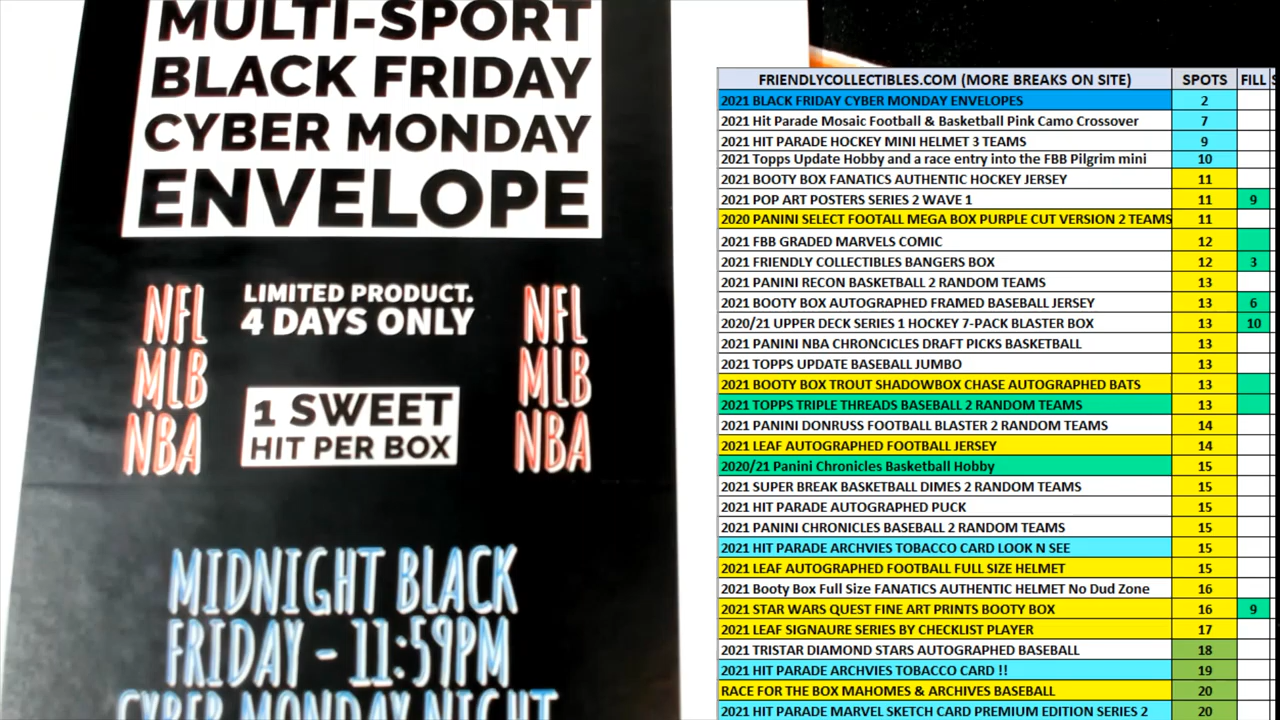 MULTI-SPORT
BLACK FRIDAY
CYBER MONDAY
ENVELOPE
NFL
MLB
NBA
LIMITED PRODUCT.
4 DAYS ONLY
1 SWEET
HIT PER BOX
NFL
MLB
NBA
MIDNIGHT BLACK
FRIDAY - 11:59PM
CYBER MONDAY NIGHT
FRIENDLYCOLLECTIBLES.COM (MORE BREAKS ON SITE) SPOTS FILL S
2021 BLACK FRIDAY CYBER MONDAY ENVELOPES 2
2021 Hit Parade Mosaic Football & Basketball Pink Camo Crossover 7
2021 HIT PARADE HOCKEY MINI HELMET 3 TEAMS 9
2021 Topps Update Hobby and a race entry into the FBB Pilgrim mini 10
2021 BOOTY BOX FANATICS AUTHENTIC HOCKEY JERSEY 11
2021 POP ART POSTERS SERIES 2 WAVE 1 11 9
2020 PANINI SELECT FOOTALL MEGA BOX PURPLE CUT VERSION 2 TEAMS 11
2021 FBB GRADED MARVELS COMIC 12
2021 FRIENDLY COLLECTIBLES BANGERS BOX 12 3
2021 PANINI RECON BASKETBALL 2 RANDOM TEAMS 13
2021 BOOTY BOX AUTOGRAPHED FRAMED BASEBALL JERSEY 13 6
2020/21 UPPER DECK SERIES 1 HOCKEY 7-PACK BLASTER BOX 13 10
2021 PANINI NBA CHRONCICLES DRAFT PICKS BASKETBALL 13
2021 TOPPS UPDATE BASEBALL JUMBO 13
2021 BOOTY BOX TROUT SHADOWBOX CHASE AUTOGRAPHED BATS 13
2021 TOPPS TRIPLE THREADS BASEBALL 2 RANDOM TEAMS 13
2021 PANINI DONRUSS FOOTBALL BLASTER 2 RANDOM TEAMS 14
2021 LEAF AUTOGRAPHED FOOTBALL JERSEY 14
2020/21 Panini Chronicles Basketball Hobby 15
2021 SUPER BREAK BASKETBALL DIMES 2 RANDOM TEAMS 15
2021 HIT PARADE AUTOGRAPHED PUCK 15
2021 PANINI CHRONICLES BASEBALL 2 RANDOM TEAMS 15
2021 HIT PARADE ARCHVIES TOBACCO CARD LOOK N SEE 15
2021 LEAF AUTOGRAPHED FOOTBALL FULL SIZE HELMET 15
2021 Booty Box Full Size FANATICS AUTHENTIC HELMET No Dud Zone 16
2021 STAR WARS QUEST FINE ART PRINTS BOOTY BOX 16 9
2021 LEAF SIGNAURE SERIES BY CHECKLIST PLAYER 17
2021 TRISTAR DIAMOND STARS AUTOGRAPHED BASEBALL 18
2021 HIT PARADE ARCHVIES TOBACCO CARD !! 19
RACE FOR THE BOX MAHOMES & ARCHIVES BASEBALL 20
2021 HIT PARADE MARVEL SKETCH CARD PREMIUM EDITION SERIES 2 20